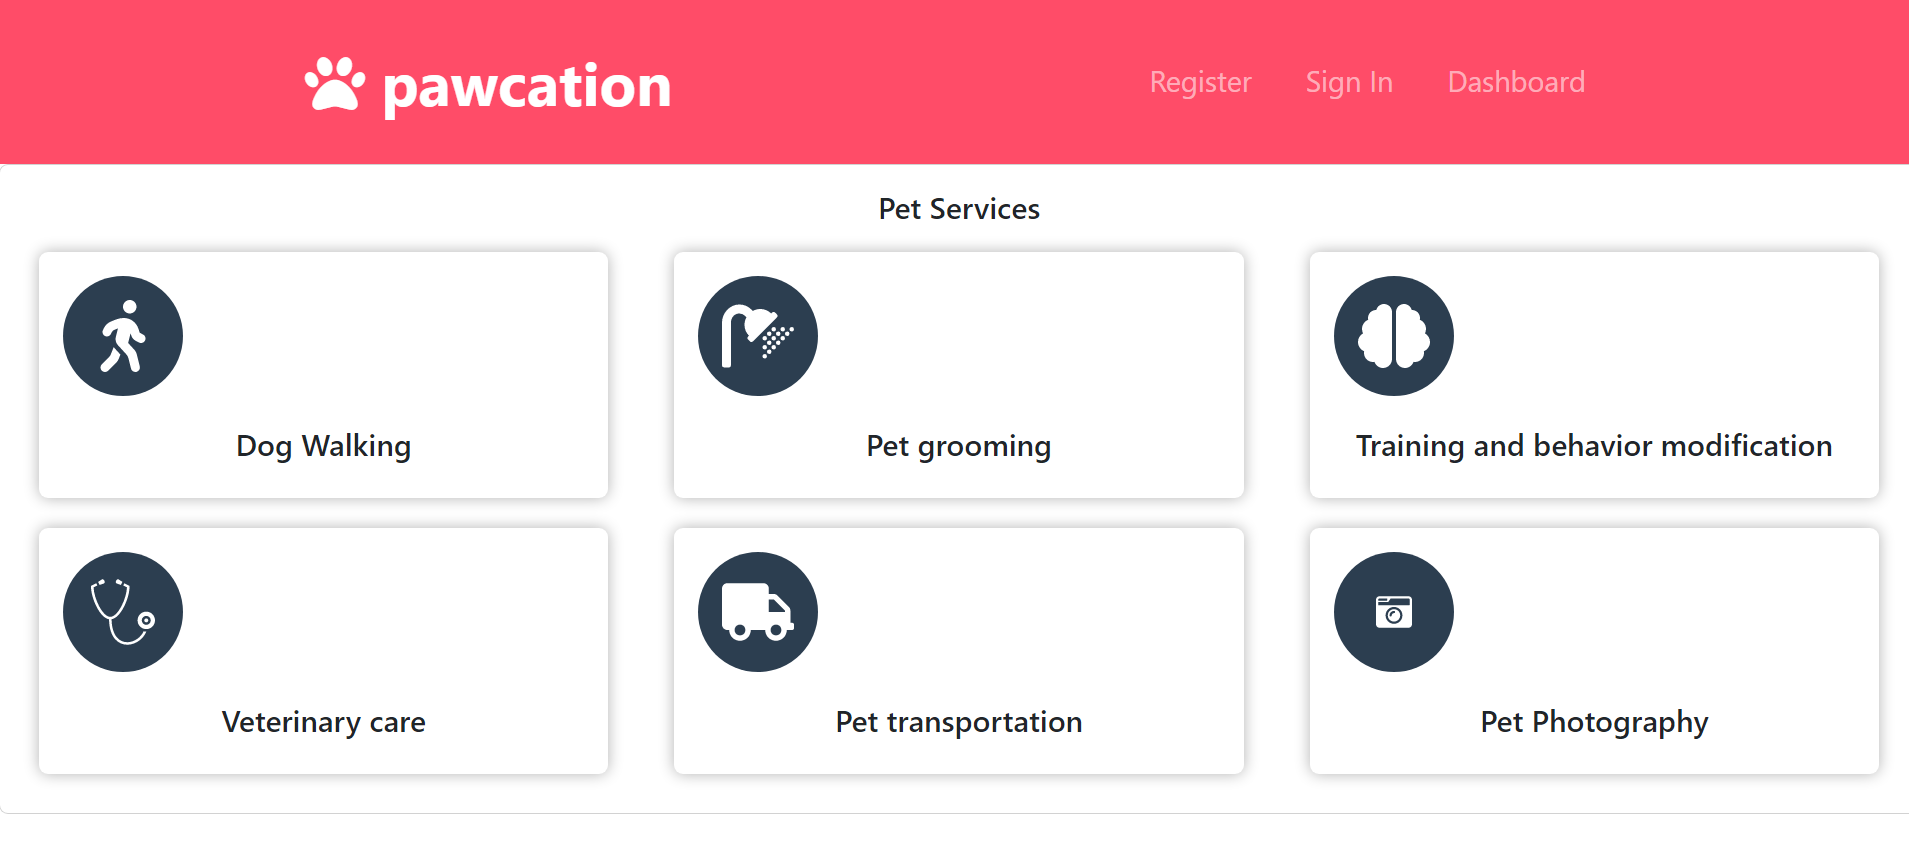 pawcation
Register
Sign In
Dashboard
Pet Services
Dog Walking
Pet grooming
Training and behavior modification
Veterinary care
Pet transportation
Pet Photography